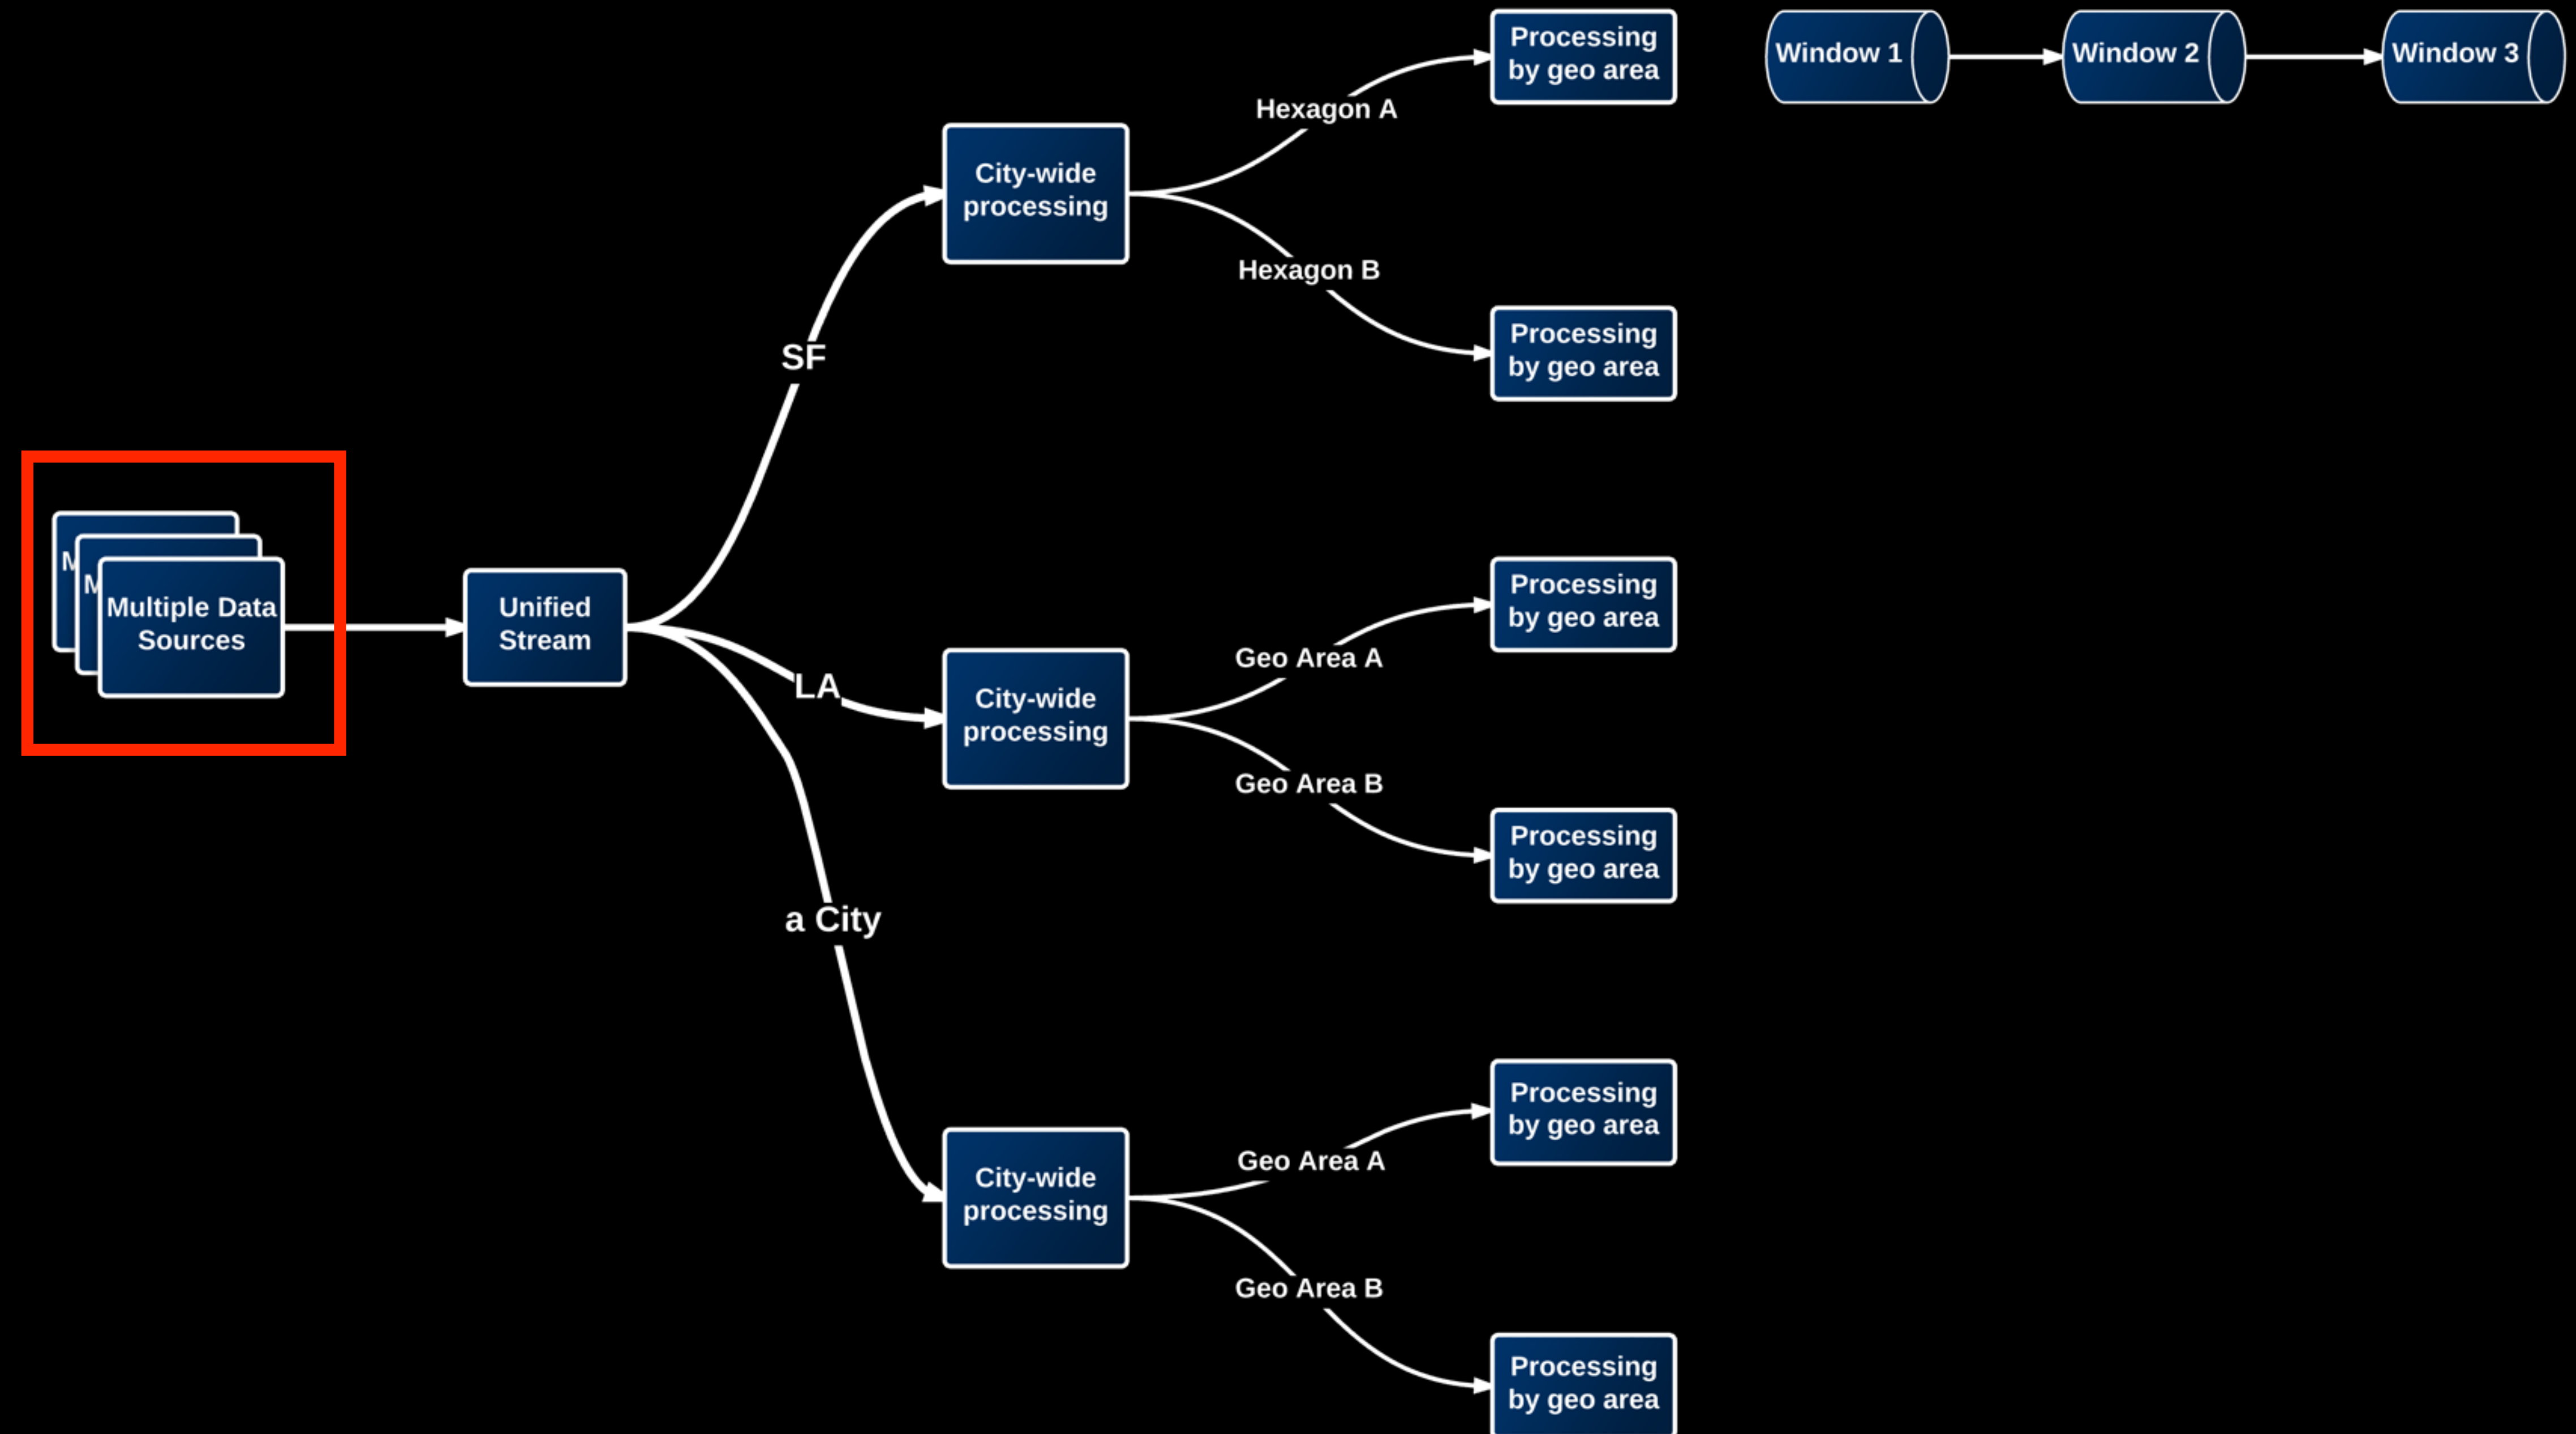 Processing
by geo area
Window 1
Window 2
Window 3
Hexagon A
City-wide
processing
Hexagon B
Processing
by geo area
SF
M
M
Multiple Data
Sources
Unified
Stream
Processing
by geo area
Geo Area A
LA
City-wide
processing
Geo Area B
Processing
by geo area
a City
Processing
by geo area
Geo Area A
City-wide
processing
Geo Area B
Processing
by geo area